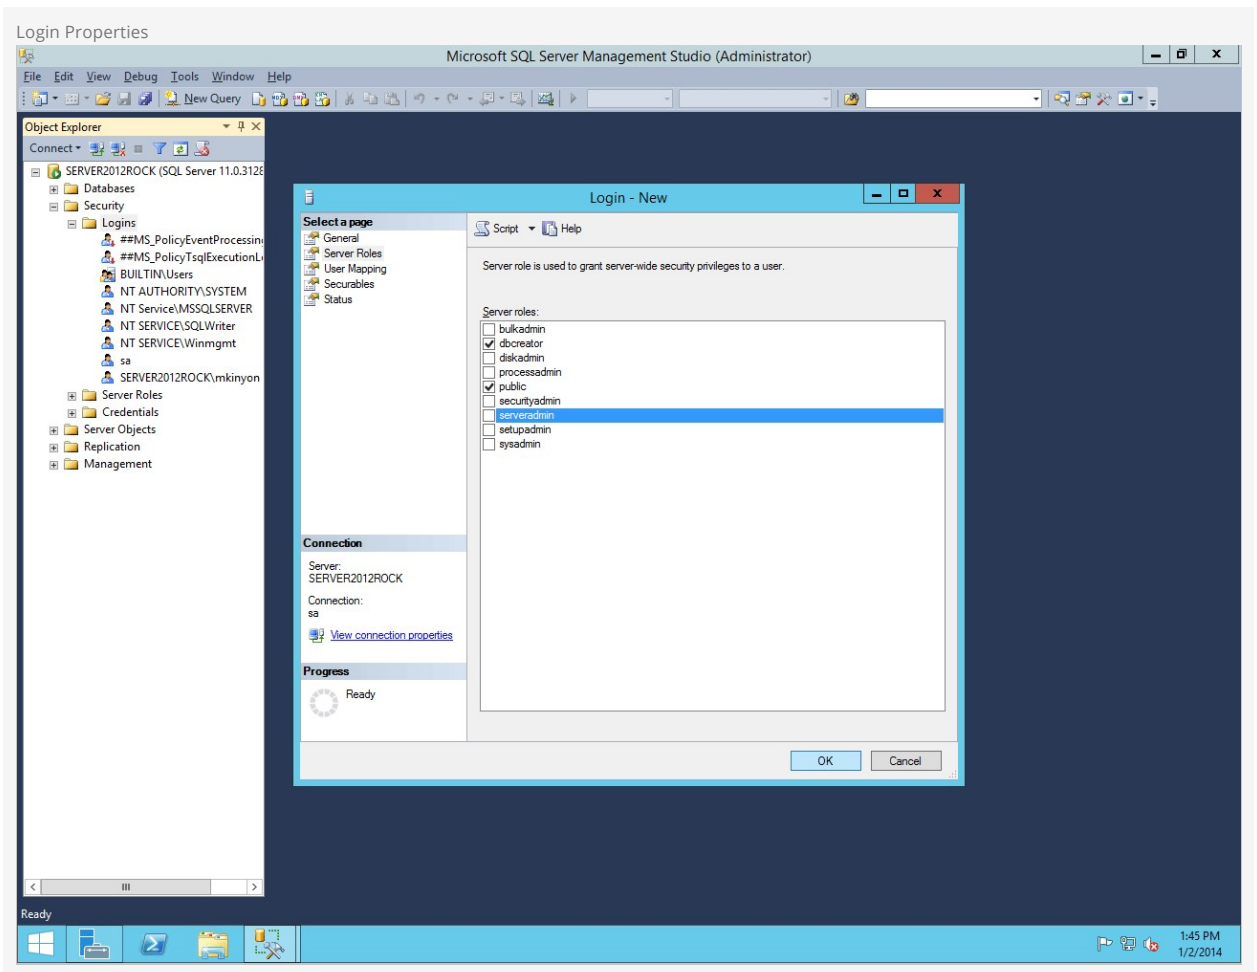 Login Properties
Microsoft SQL Server Management Studio (Administrator)
File Edit View Debug Tools Window Help
New Query
Object Explorer
Connect
SERVER2012ROCK (SQL Server 11.0.3128
Databases
Security
Logins
##MS_PolicyEventProcessin
##MS_PolicyTsqlExecutionL
BUILTIN\Users
NT AUTHORITY\SYSTEM
NT Service\MSSQLSERVER
NT SERVICE\SQLWriter
NT SERVICE\Winmgmt
sa
SERVER2012ROCK\mkinyon
Server Roles
Credentials
Server Objects
Replication
Management
Login - New
Select a page
General
Server Roles
User Mapping
Securables
Status
Script Help
Server role is used to grant server-wide security privileges to a user.
Server roles:
bulkadmin
dbcreator
diskadmin
processadmin
public
securityadmin
serveradmin
setupadmin
sysadmin
Connection
Server:
SERVER2012ROCK
Connection:
sa
View connection properties
Progress
Ready
OK Cancel
Ready
1:45 PM
1/2/2014